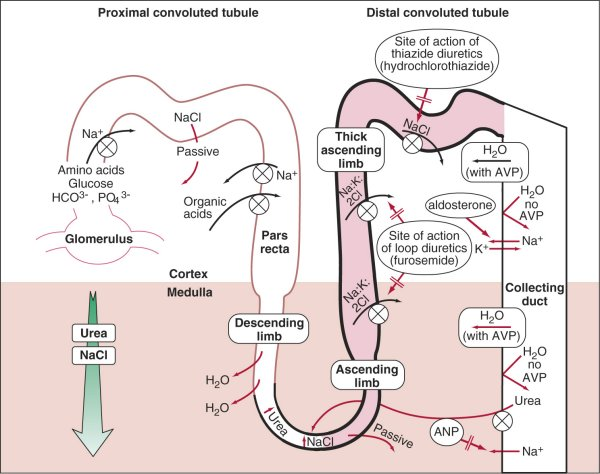 Proximal convoluted tubule
Distal convoluted tubule
Site of action of
thiazide diuretics
(hydrochlorothiazide)
NaCl
Passive
Na+
Amino acids
Glucose
HCO3-, PO4 3-
Glomerulus
Na+
Organic
acids
Pars
recta
NaCl
Thick
ascending
limb
Na:K:
2Cl
H2O
(with AVP)
H2O
no
AVP
aldosterone
Na+
K+
Site of action
of loop diuretics
(furosemide)
Cortex
Medulla
Na:K:
2Cl
Collecting
duct
Urea
NaCl
Descending
limb
H2O
H2O
Ascending
limb
H2O
(with AVP)
H2O
no
AVP
Urea
Urea
NaCl
Passive
ANP
Na+